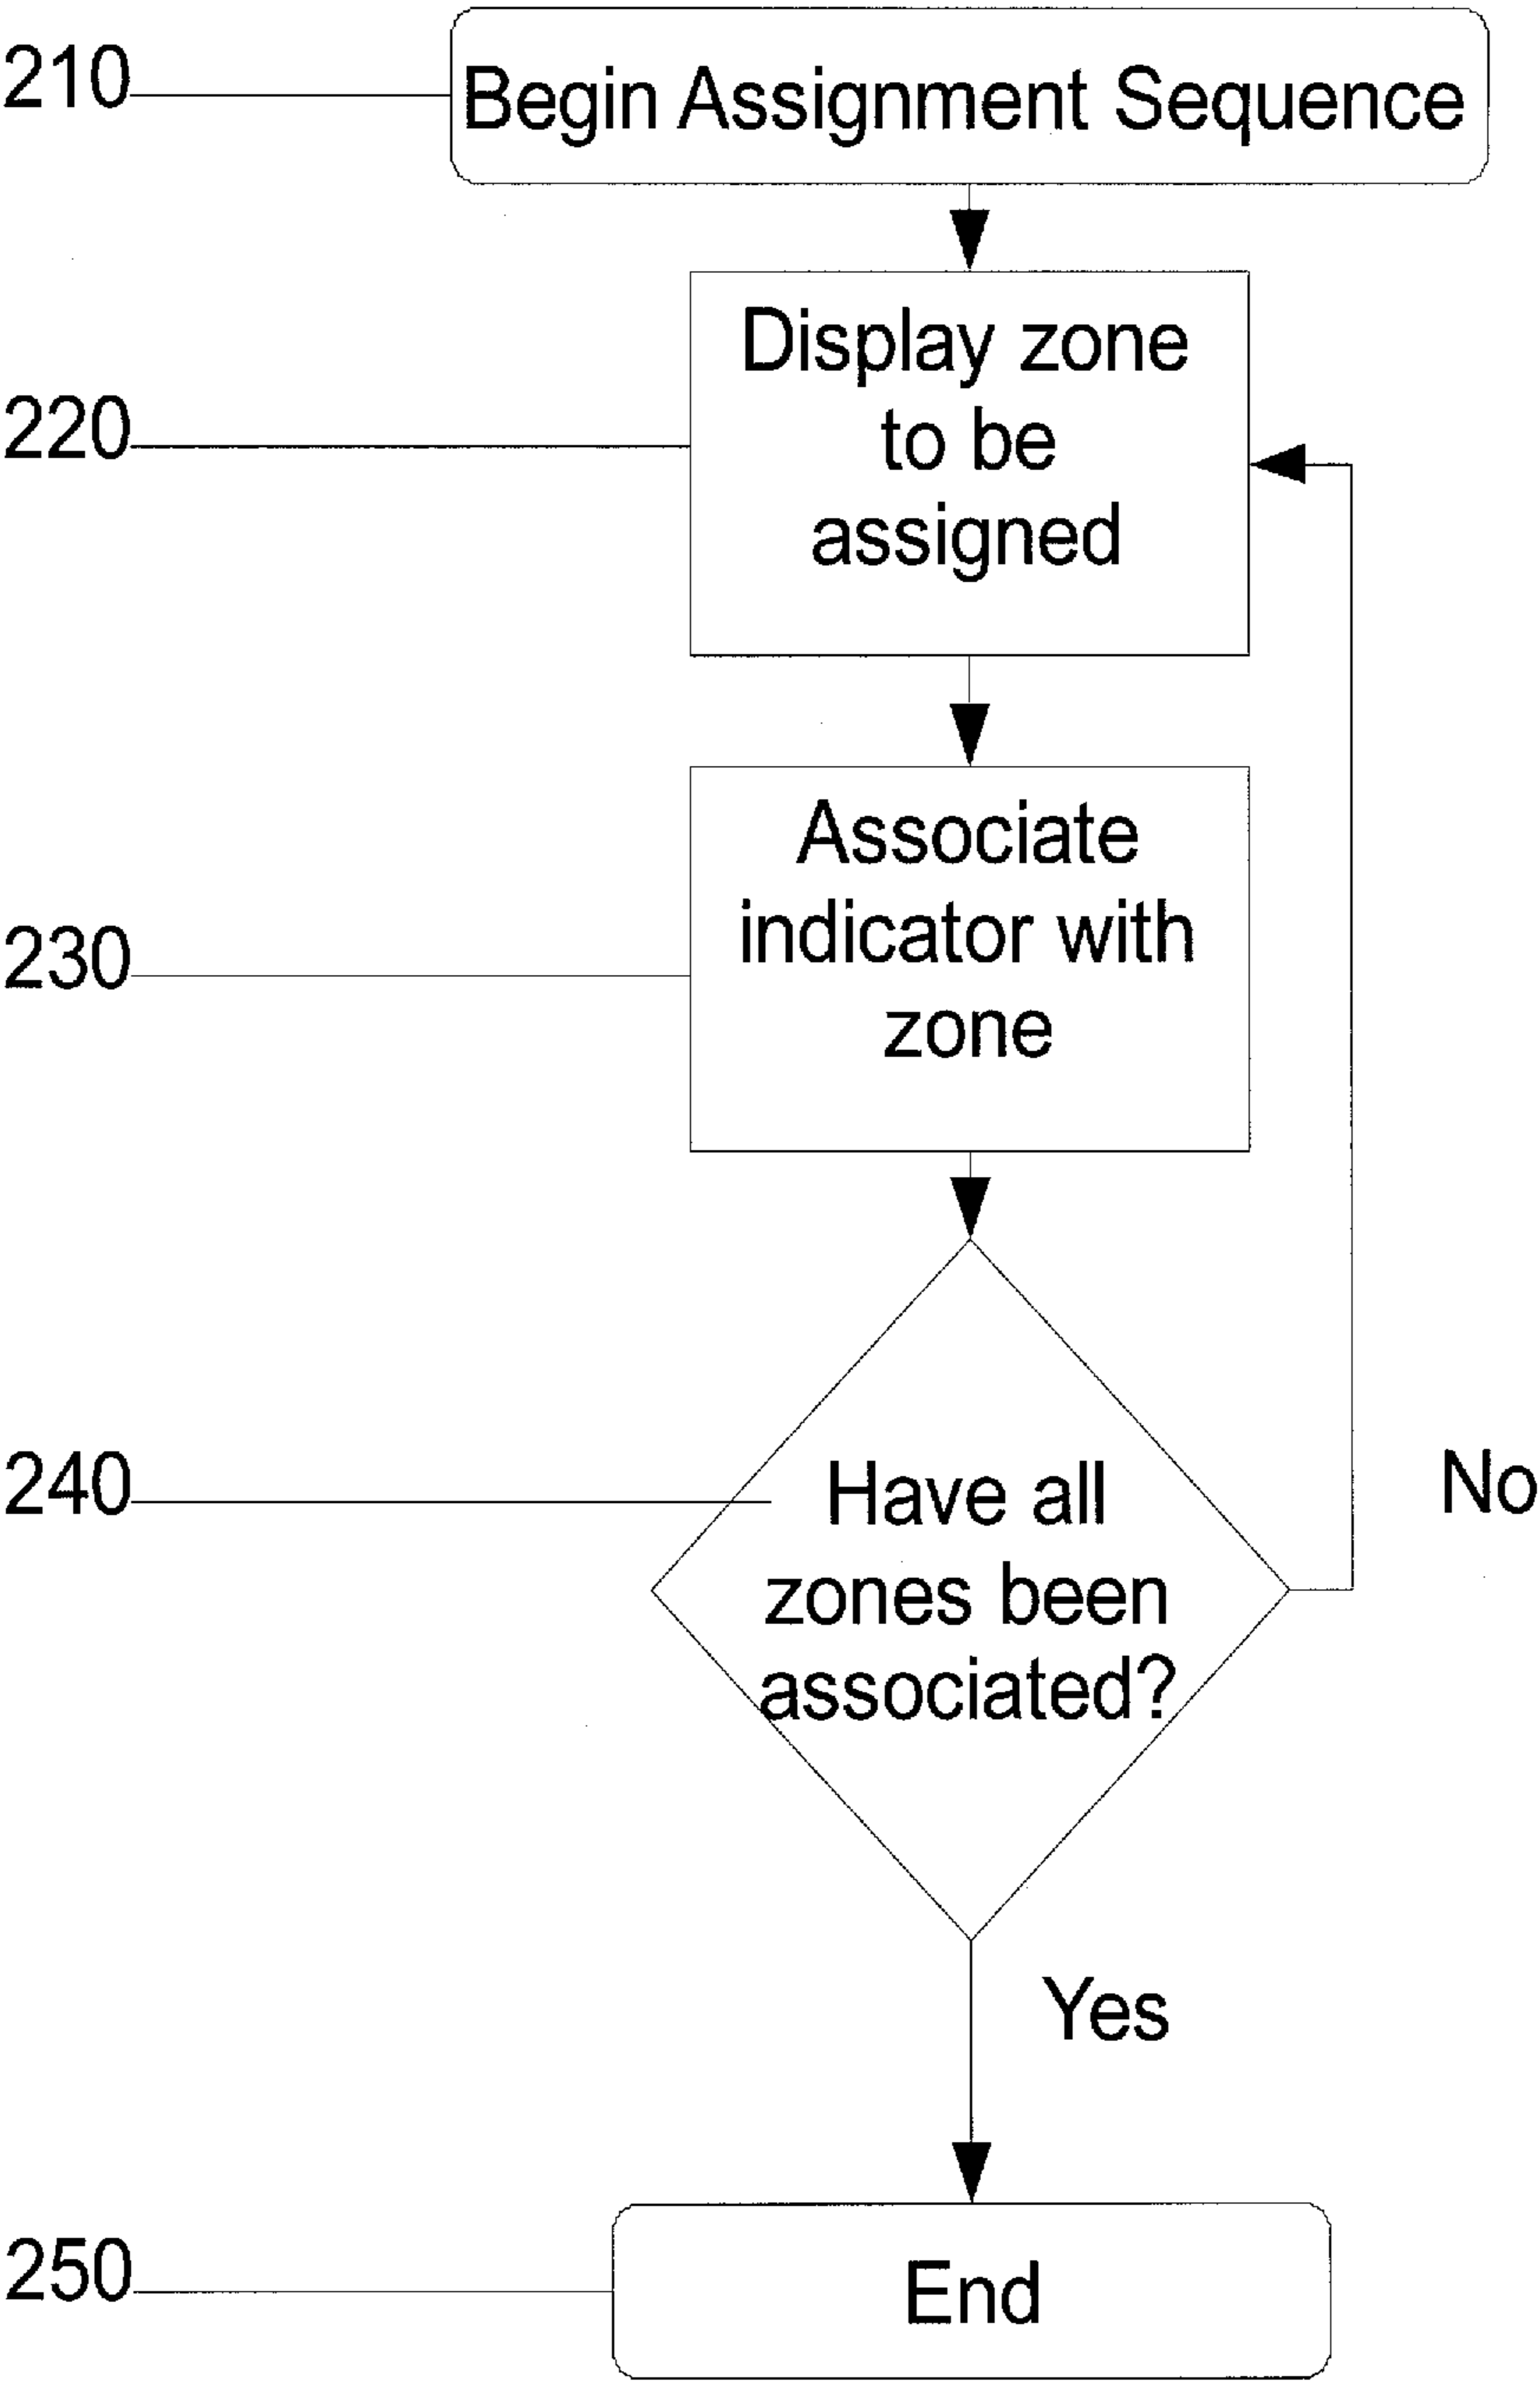 210
Begin Assignment Sequence
220
Display zone
to be
assigned
230
Associate
indicator with
zone
240
Have all
zones been
associated?
No
Yes
250
End